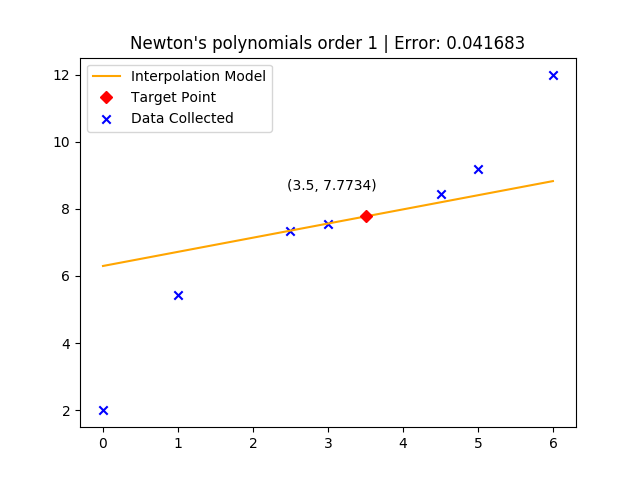 Newton's polynomials order 1 | Error: 0.041683
Interpolation Model
Target Point
Data Collected
(3.5, 7.7734)
12
10
8
6
4
2
0 1 2 3 4 5 6